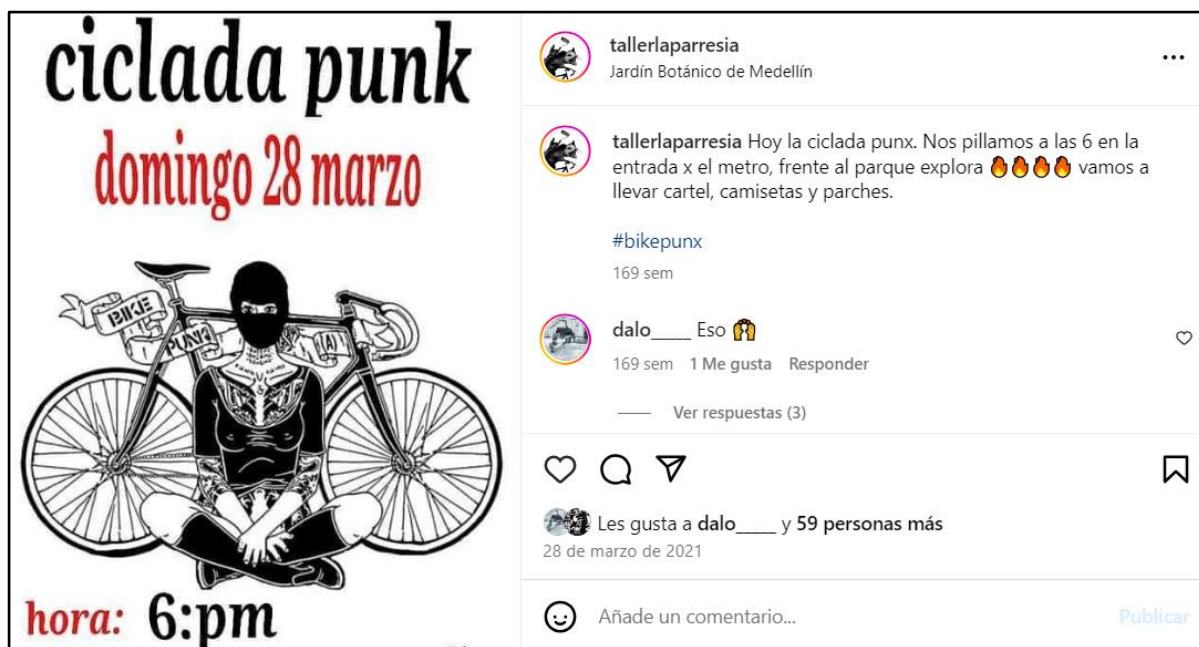 ciclada punk
domingo 28 marzo
BIKE
PUNK
(A)
hora: 6:pm
tallerlaparresia
Jardín Botánico de Medellín
tallerlaparresia Hoy la ciclada punx. Nos pillamos a las 6 en la
entrada x el metro, frente al parque explora 🔥🔥🔥🔥 vamos a
llevar cartel, camisetas y parches.
#bikepunx
169 sem
dalo_____ Eso 🙌
169 sem 1 Me gusta Responder
Ver respuestas (3)
Les gusta a dalo_____ y 59 personas más
28 de marzo de 2021
Añade un comentario... Publicar